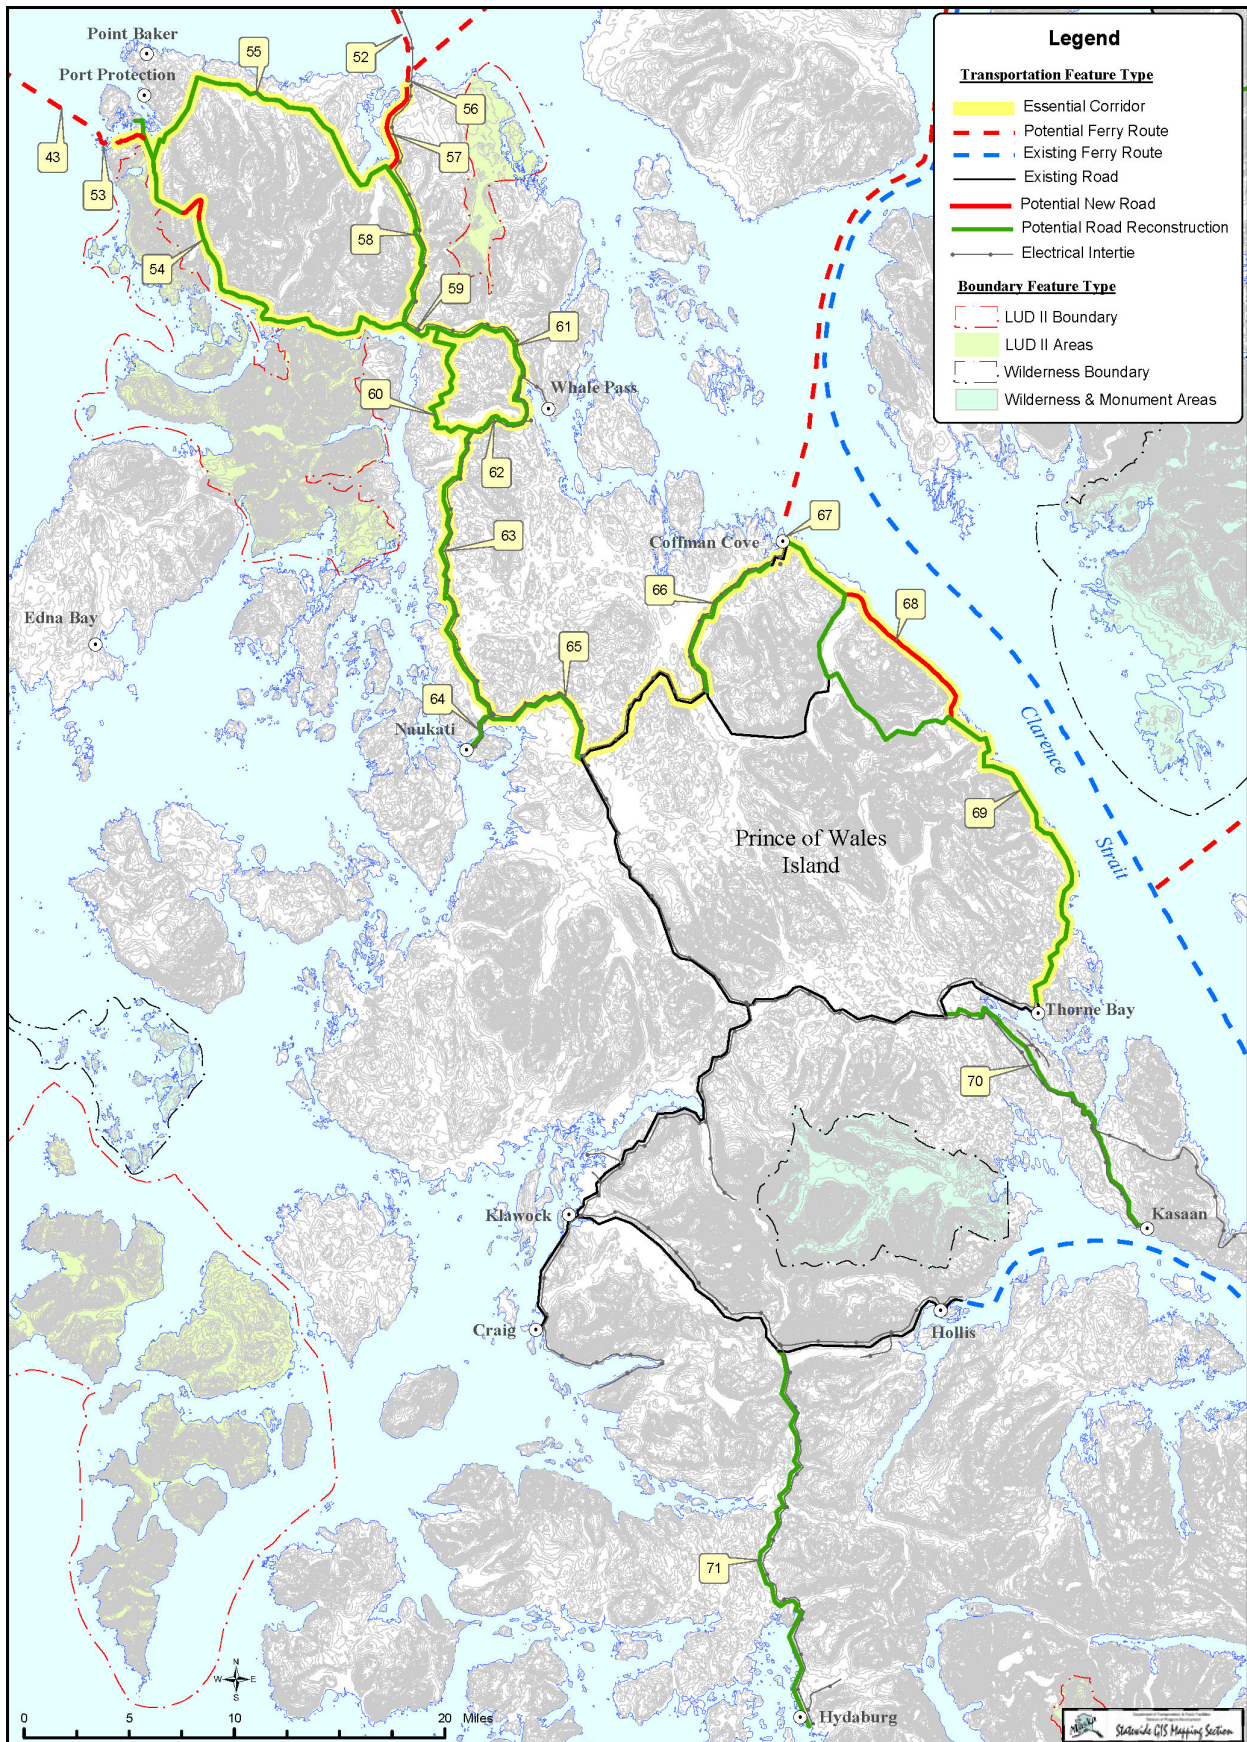 Legend
Transportation Feature Type
Essential Corridor
Potential Ferry Route
Existing Ferry Route
Existing Road
Potential New Road
Potential Road Reconstruction
Electrical Intertie
Boundary Feature Type
LUD II Boundary
LUD II Areas
Wilderness Boundary
Wilderness & Monument Areas
Point Baker
Port Protection
55
52
56
57
43
53
58
54
59
61
60
Whale Pass
62
63
67
Coffman Cove
66
68
Edna Bay
65
64
Naukati
Clarence
Strait
69
Prince of Wales
Island
Thorne Bay
70
Klawock
Kasaan
Craig
Hollis
71
Hydaburg
N
W E
S
0 5 10 20 Miles
Statewide GIS Mapping Section